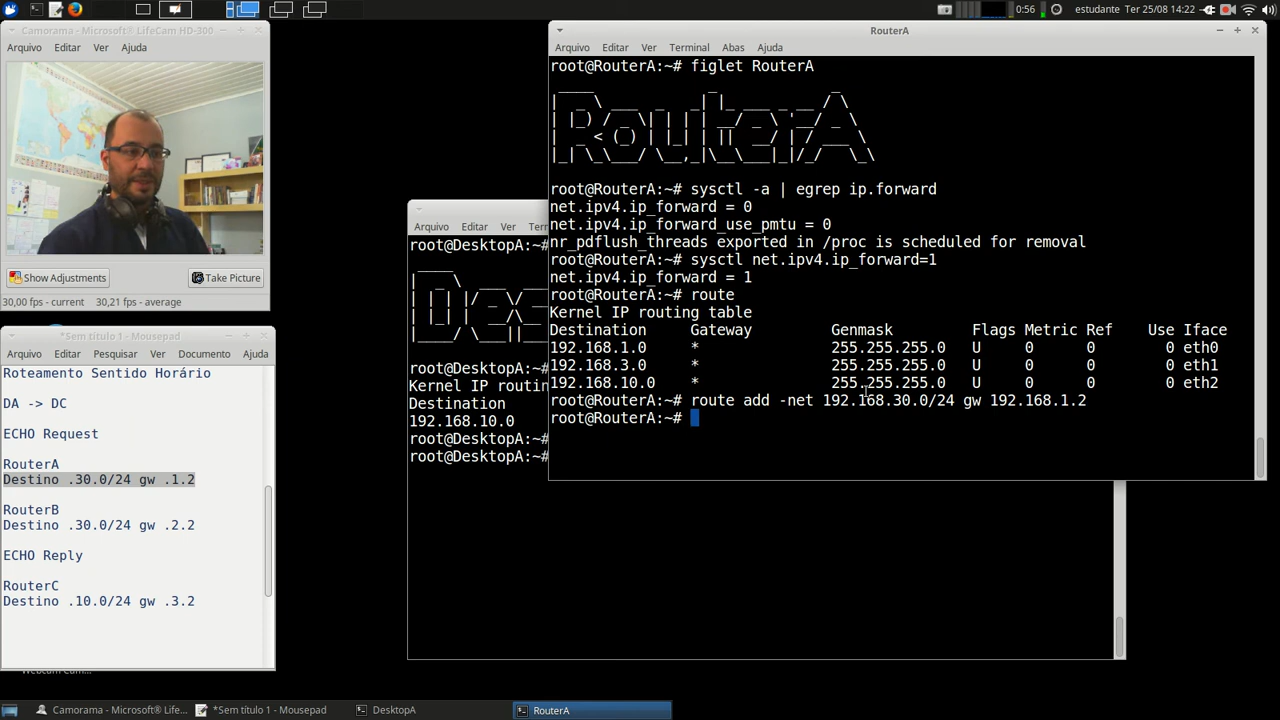 0:56 estudante Ter 25/08 14:22
Camorama - Microsoft® LifeCam HD-300
Arquivo Editar Ver Ajuda
Show Adjustments Take Picture
30,00 fps - current 30,21 fps - average
*Sem título 1 - Mousepad
Arquivo Editar Pesquisar Ver Documento Ajuda
Roteamento Sentido Horário
DA -> DC
ECHO Request
RouterA
Destino .30.0/24 gw .1.2
RouterB
Destino .30.0/24 gw .2.2
ECHO Reply
RouterC
Destino .10.0/24 gw .3.2
Arquivo Editar Ver
root@DesktopA:~#
Des
root@DesktopA:~#
Kernel IP routin
Destination
192.168.10.0
root@DesktopA:~#
root@DesktopA:~#
RouterA
Arquivo Editar Ver Terminal Abas Ajuda
root@RouterA:~# figlet RouterA
RouterA
root@RouterA:~# sysctl -a | egrep ip.forward
net.ipv4.ip_forward = 0
net.ipv4.ip_forward_use_pmtu = 0
nr_pdflush_threads exported in /proc is scheduled for removal
root@RouterA:~# sysctl net.ipv4.ip_forward=1
net.ipv4.ip_forward = 1
root@RouterA:~# route
Kernel IP routing table
Destination Gateway Genmask Flags Metric Ref Use Iface
192.168.1.0 * 255.255.255.0 U 0 0 0 eth0
192.168.3.0 * 255.255.255.0 U 0 0 0 eth1
192.168.10.0 * 255.255.255.0 U 0 0 0 eth2
root@RouterA:~# route add -net 192.168.30.0/24 gw 192.168.1.2
root@RouterA:~#
Camorama - Microsoft® Life... *Sem título 1 - Mousepad DesktopA RouterA